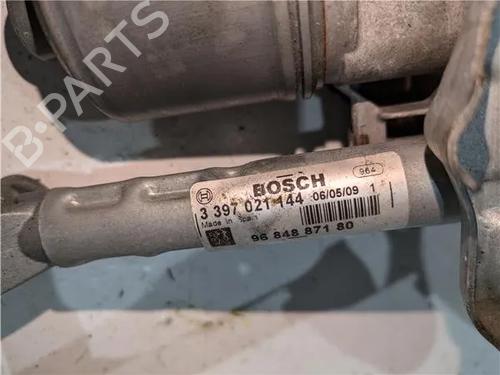 B-PARTS
BOSCH
964
3 397 021 144 06/05/09 1
Made in Spain
96 848 871 80